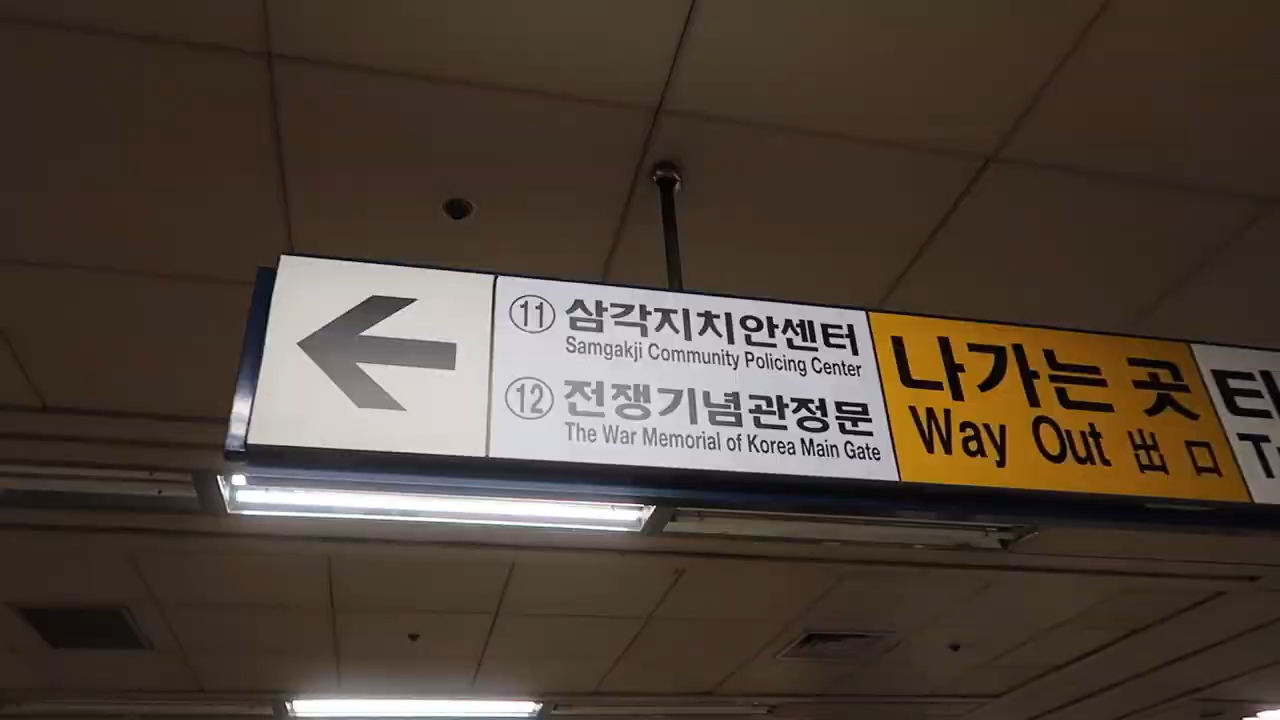 ⑪ 삼각지치안센터
Samgakji Community Policing Center
⑫ 전쟁기념관정문
The War Memorial of Korea Main Gate
나가는 곳
Way Out 出口